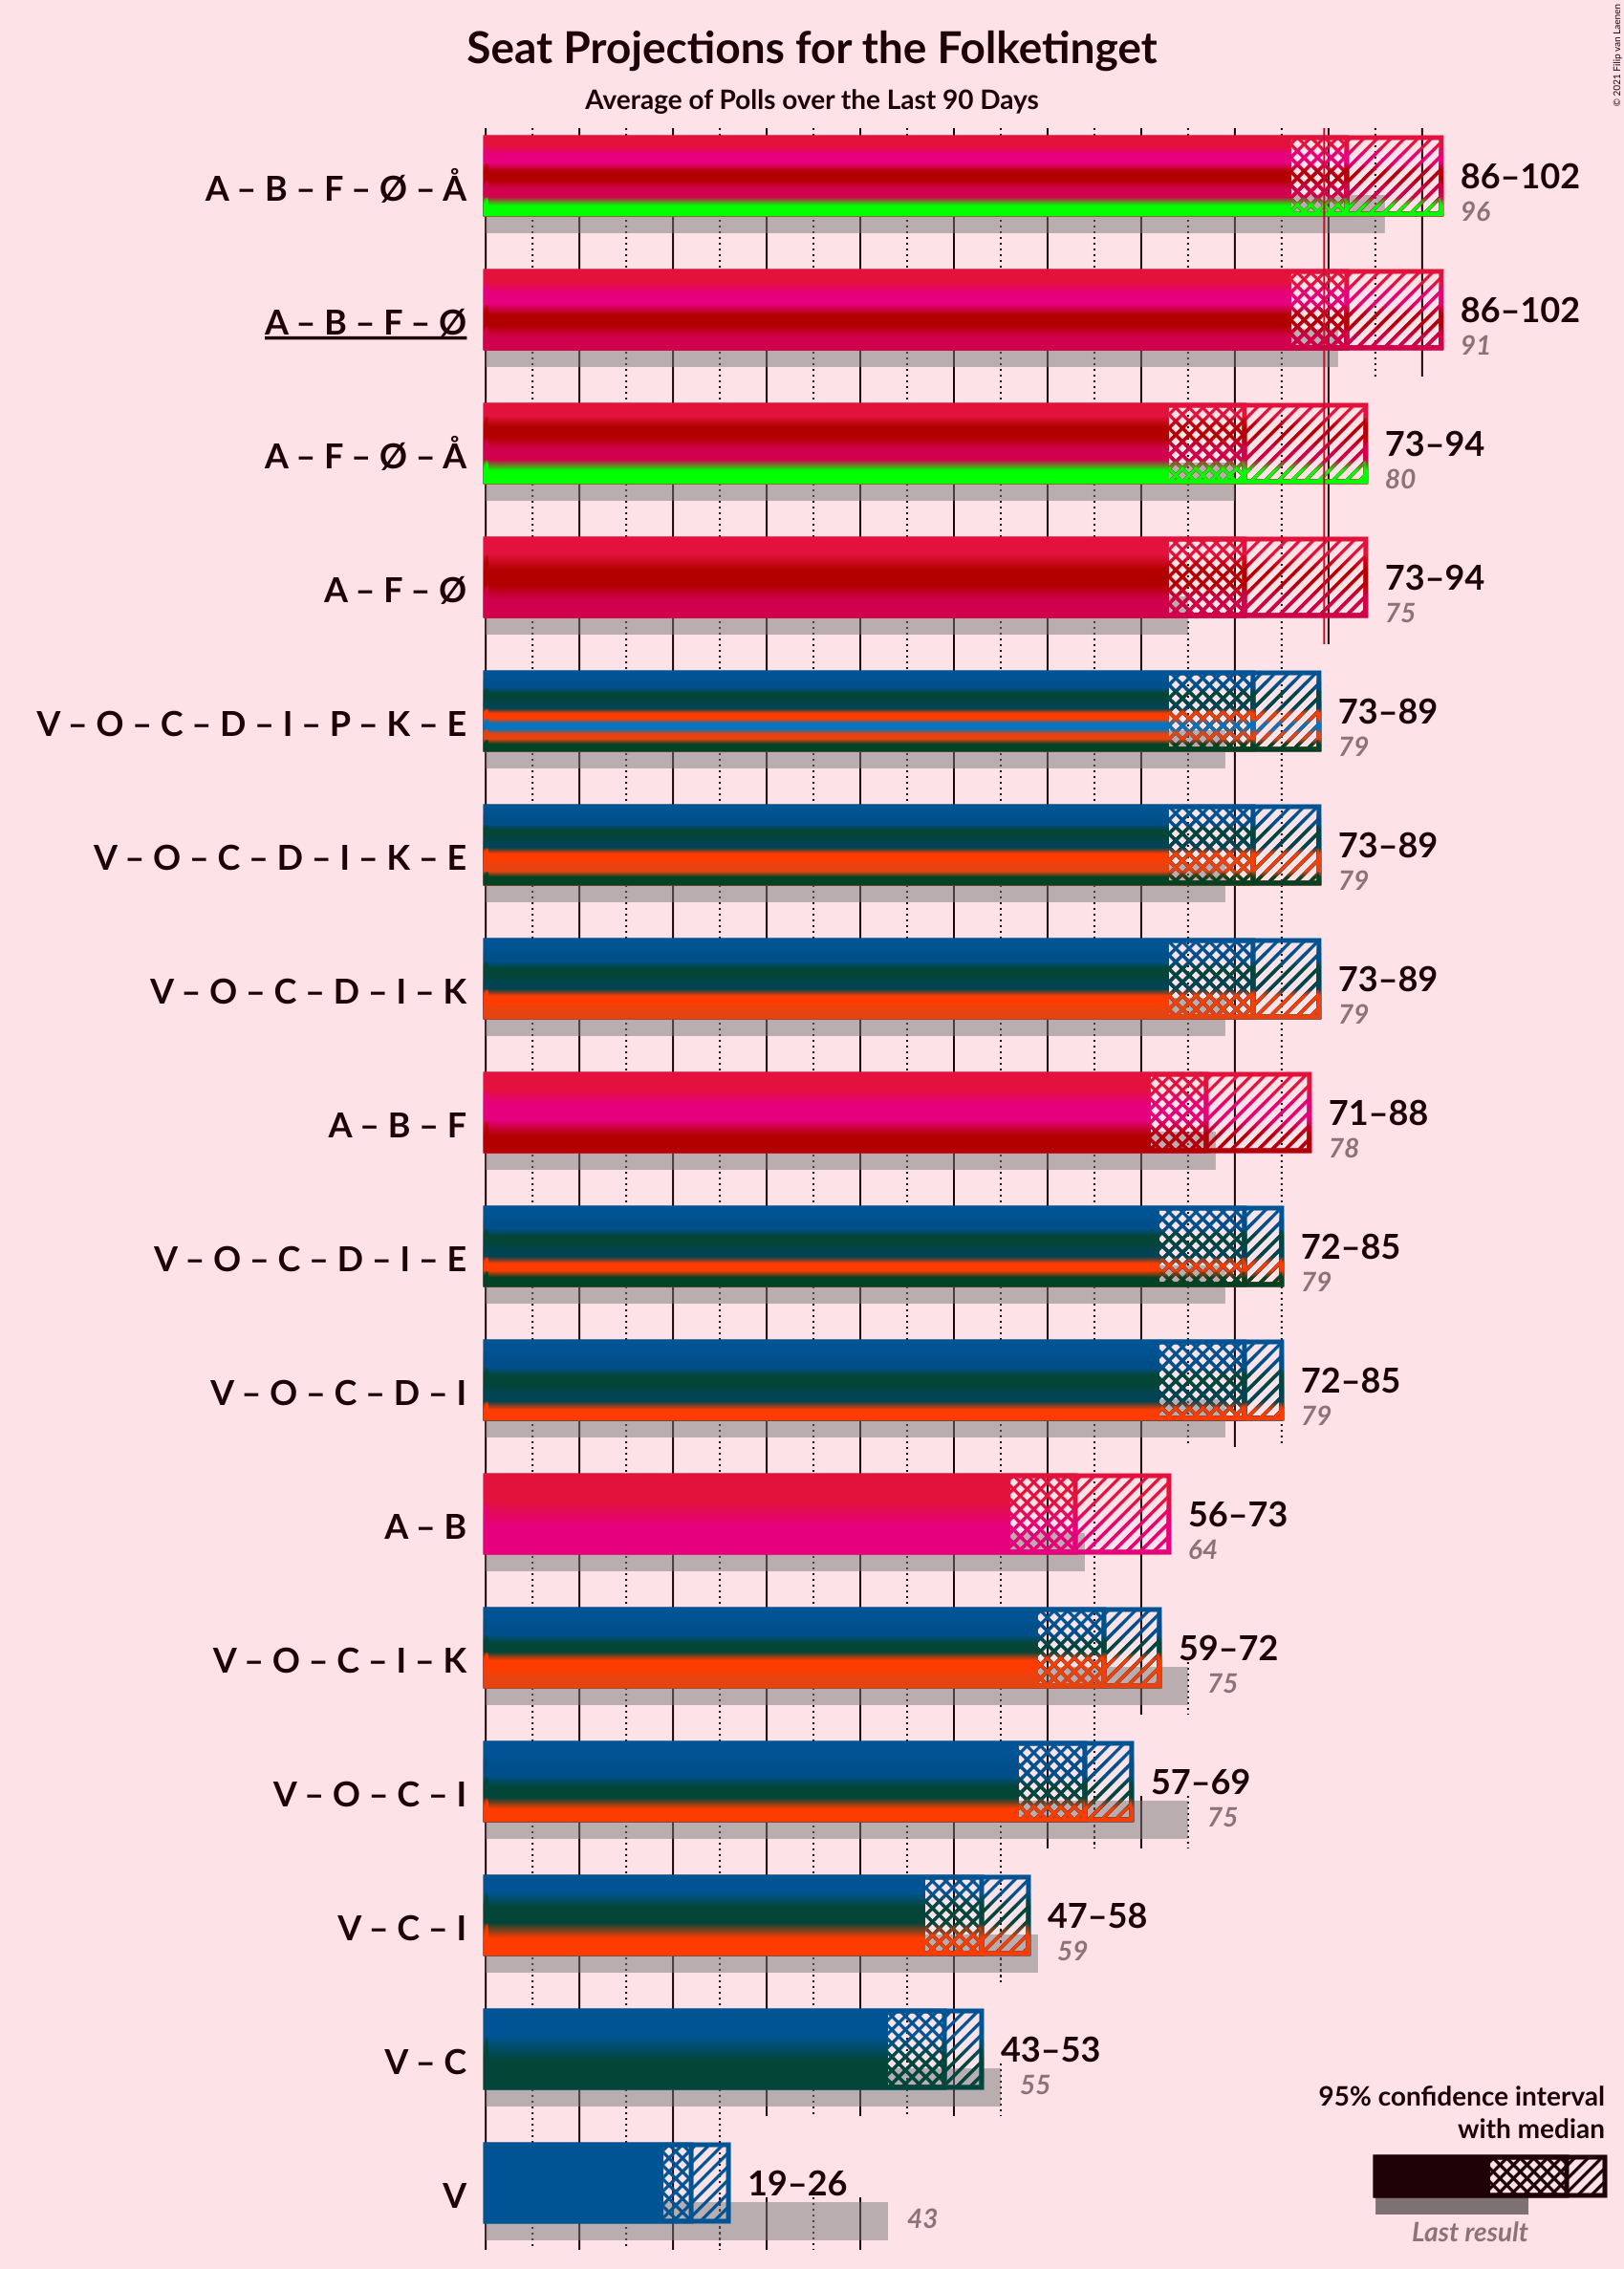 Seat Projections for the Folketinget
Average of Polls over the Last 90 Days
© 2021 Filip van Laenen
A – B – F – Ø – Å
86–102
96
A – B – F – Ø
86–102
91
A – F – Ø – Å
73–94
80
A – F – Ø
73–94
75
V – O – C – D – I – P – K – E
73–89
79
V – O – C – D – I – K – E
73–89
79
V – O – C – D – I – K
73–89
79
A – B – F
71–88
78
V – O – C – D – I – E
72–85
79
V – O – C – D – I
72–85
79
A – B
56–73
64
V – O – C – I – K
59–72
75
V – O – C – I
57–69
75
V – C – I
47–58
59
V – C
43–53
55
V
19–26
43
95% confidence interval
with median
Last result